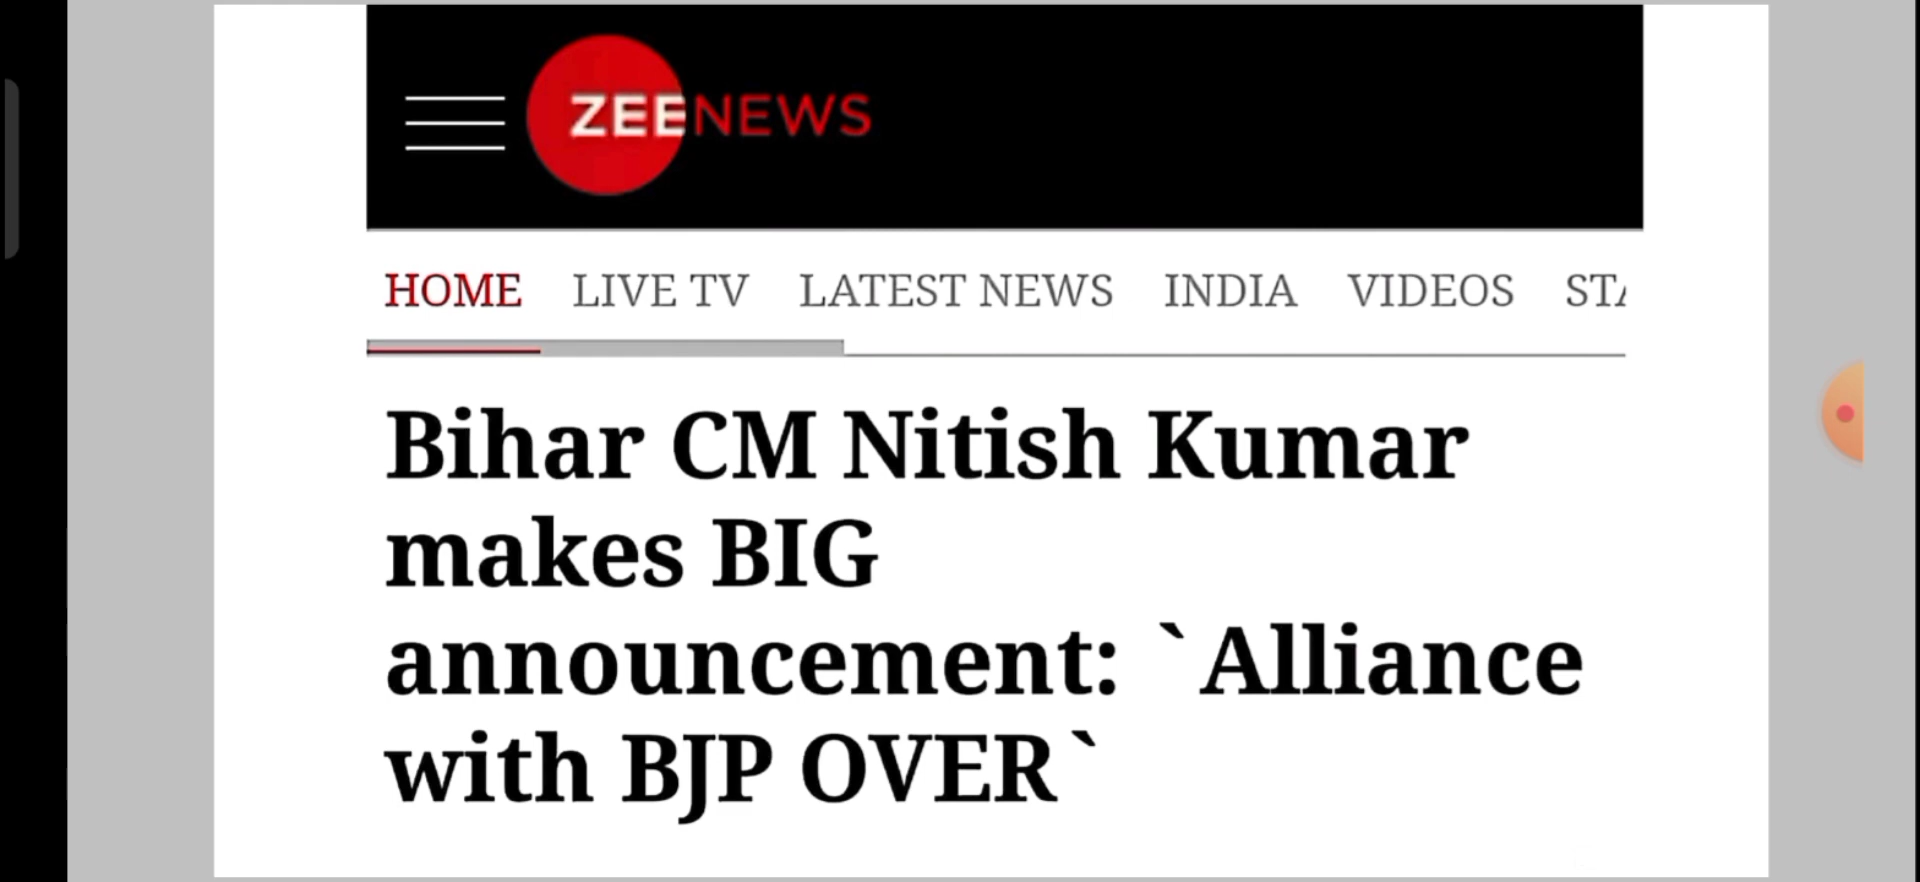 ZEENEWS
HOME LIVE TV LATEST NEWS INDIA VIDEOS STA
Bihar CM Nitish Kumar
makes BIG
announcement: `Alliance
with BJP OVER`